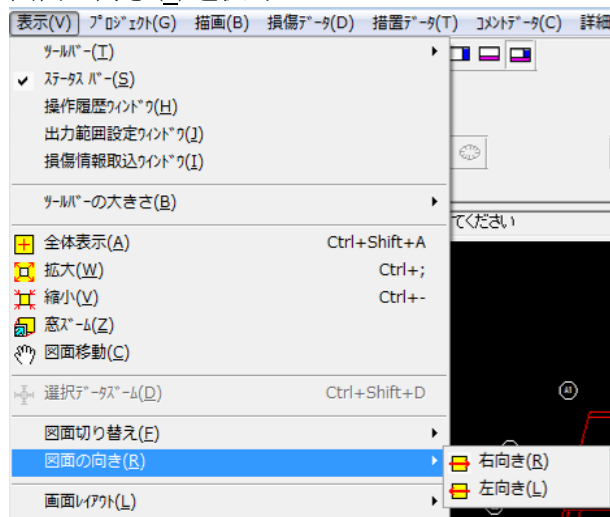 表示(V) ﾌﾟﾛｼﾞｪｸﾄ(G) 描画(B) 損傷ﾃﾞｰﾀ(D) 措置ﾃﾞｰﾀ(T) ｺﾒﾝﾄﾃﾞｰﾀ(C) 詳細
ﾂｰﾙﾊﾞｰ(T)
ｽﾃｰﾀｽ ﾊﾞｰ(S)
操作履歴ｳｨﾝﾄﾞｳ(H)
出力範囲設定ｳｨﾝﾄﾞｳ(J)
損傷情報取込ｳｲﾝﾄﾞｳ(I)
ﾂｰﾙﾊﾞｰの大きさ(B)
てください
全体表示(A) Ctrl+Shift+A
拡大(W) Ctrl+;
縮小(V) Ctrl+-
窓ｽﾞｰﾑ(Z)
図面移動(C)
選択ﾃﾞｰﾀｽﾞｰﾑ(D) Ctrl+Shift+D
A1
図面切り替え(F)
図面の向き(R)
右向き(R)
左向き(L)
画面ﾚｲｱｳﾄ(L)